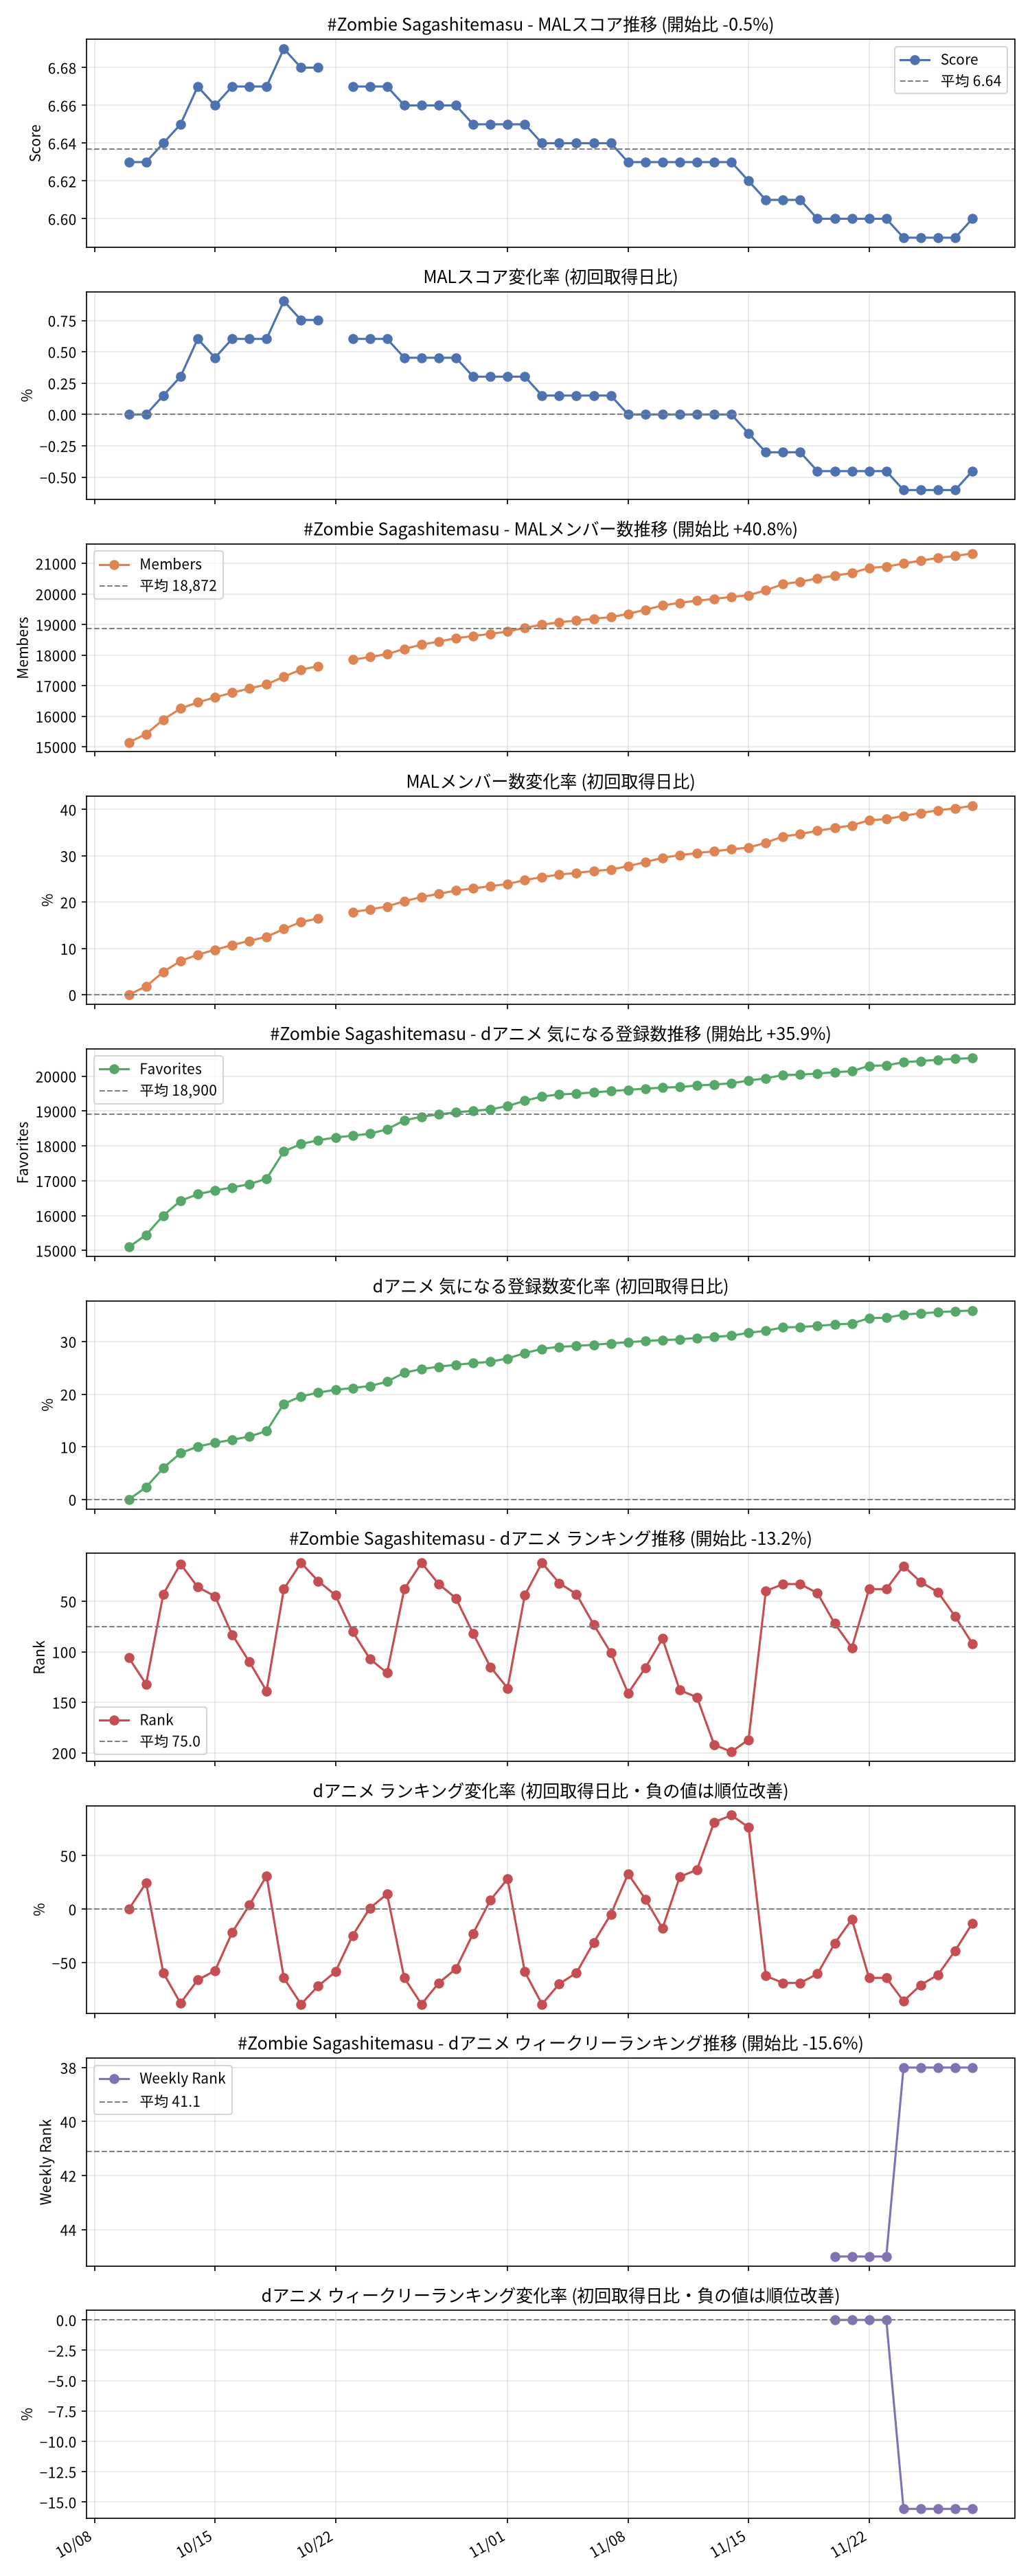 #Zombie Sagashitemasu - MALスコア推移 (開始比 -0.5%)
Score
6.68
6.66
6.64
6.62
6.60
Score
平均 6.64
MALスコア変化率 (初回取得日比)
%
0.75
0.50
0.25
0.00
−0.25
−0.50
#Zombie Sagashitemasu - MALメンバー数推移 (開始比 +40.8%)
Members
21000
20000
19000
18000
17000
16000
15000
Members
平均 18,872
MALメンバー数変化率 (初回取得日比)
%
40
30
20
10
0
#Zombie Sagashitemasu - dアニメ 気になる登録数推移 (開始比 +35.9%)
Favorites
20000
19000
18000
17000
16000
15000
Favorites
平均 18,900
dアニメ 気になる登録数変化率 (初回取得日比)
%
30
20
10
0
#Zombie Sagashitemasu - dアニメ ランキング推移 (開始比 -13.2%)
Rank
50
100
150
200
Rank
平均 75.0
dアニメ ランキング変化率 (初回取得日比・負の値は順位改善)
%
50
0
−50
#Zombie Sagashitemasu - dアニメ ウィークリーランキング推移 (開始比 -15.6%)
Weekly Rank
38
40
42
44
Weekly Rank
平均 41.1
dアニメ ウィークリーランキング変化率 (初回取得日比・負の値は順位改善)
%
0.0
−2.5
−5.0
−7.5
−10.0
−12.5
−15.0
10/08
10/15
10/22
11/01
11/08
11/15
11/22